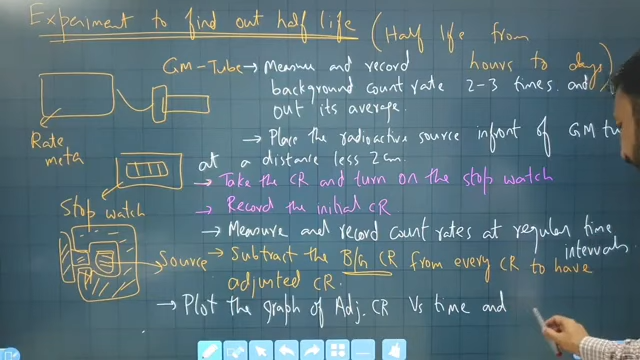 Experiment to find out half life (Half life from
hours to days)
GM-Tube → Measure and record
background count rate 2-3 times and
out its average.
Rate
meta
→ Place the radioactive source infront of GM tu
at a distance less 2cm.
→ Take the CR and turn on the stop watch
Stop watch
→ Record the initial CR
→ Measure and record count rates at regular time
intervals
Source
→ Subtract the B/G CR from every CR to have
adjusted CR.
→ Plot the graph of Adj. CR Vs time and